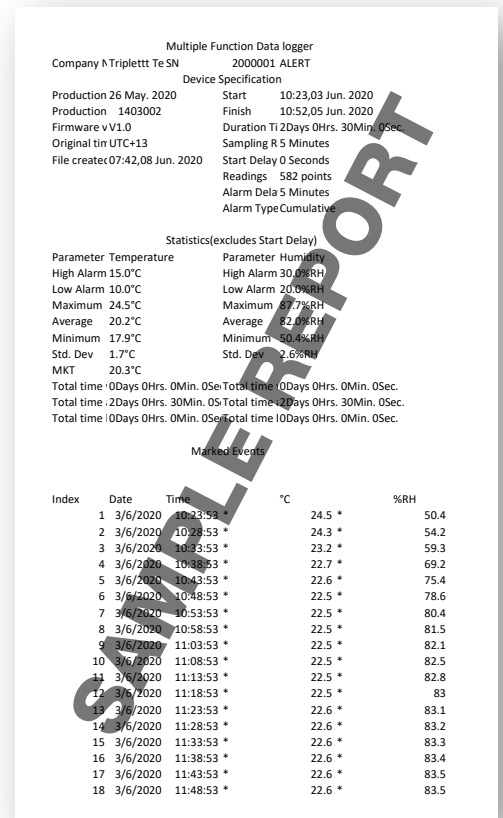 Multiple Function Data logger
Company N Triplettt Te SN 2000001 ALERT
Device Specification
Production 26 May. 2020 Start 10:23,03 Jun. 2020
Production 1403002 Finish 10:52,05 Jun. 2020
Firmware v V1.0 Duration Ti 2Days 0Hrs. 30Min. 0Sec.
Original tim UTC+13 Sampling R 5 Minutes
File created 07:42,08 Jun. 2020 Start Delay 0 Seconds
Readings 582 points
Alarm Dela 5 Minutes
Alarm Type Cumulative
Statistics(excludes Start Delay)
Parameter Temperature Parameter Humidity
High Alarm 15.0°C High Alarm 30.0%RH
Low Alarm 10.0°C Low Alarm 20.0%RH
Maximum 24.5°C Maximum 87.7%RH
Average 20.2°C Average 82.0%RH
Minimum 17.9°C Minimum 50.4%RH
Std. Dev 1.7°C Std. Dev 2.6%RH
MKT 20.3°C
Total time 0Days 0Hrs. 0Min. 0Se Total time 0Days 0Hrs. 0Min. 0Sec.
Total time 2Days 0Hrs. 30Min. 0S Total time 2Days 0Hrs. 30Min. 0Sec.
Total time 0Days 0Hrs. 0Min. 0Se Total time 0Days 0Hrs. 0Min. 0Sec.
Marked Events
Index Date Time °C %RH
1 3/6/2020 10:23:53 * 24.5 * 50.4
2 3/6/2020 10:28:53 * 24.3 * 54.2
3 3/6/2020 10:33:53 * 23.2 * 59.3
4 3/6/2020 10:38:53 * 22.7 * 69.2
5 3/6/2020 10:43:53 * 22.6 * 75.4
6 3/6/2020 10:48:53 * 22.5 * 78.6
7 3/6/2020 10:53:53 * 22.5 * 80.4
8 3/6/2020 10:58:53 * 22.5 * 81.5
9 3/6/2020 11:03:53 * 22.5 * 82.1
10 3/6/2020 11:08:53 * 22.5 * 82.5
11 3/6/2020 11:13:53 * 22.5 * 82.8
12 3/6/2020 11:18:53 * 22.5 * 83
13 3/6/2020 11:23:53 * 22.6 * 83.1
14 3/6/2020 11:28:53 * 22.6 * 83.2
15 3/6/2020 11:33:53 * 22.6 * 83.3
16 3/6/2020 11:38:53 * 22.6 * 83.4
17 3/6/2020 11:43:53 * 22.6 * 83.5
18 3/6/2020 11:48:53 * 22.6 * 83.5
SAMPLE REPORT